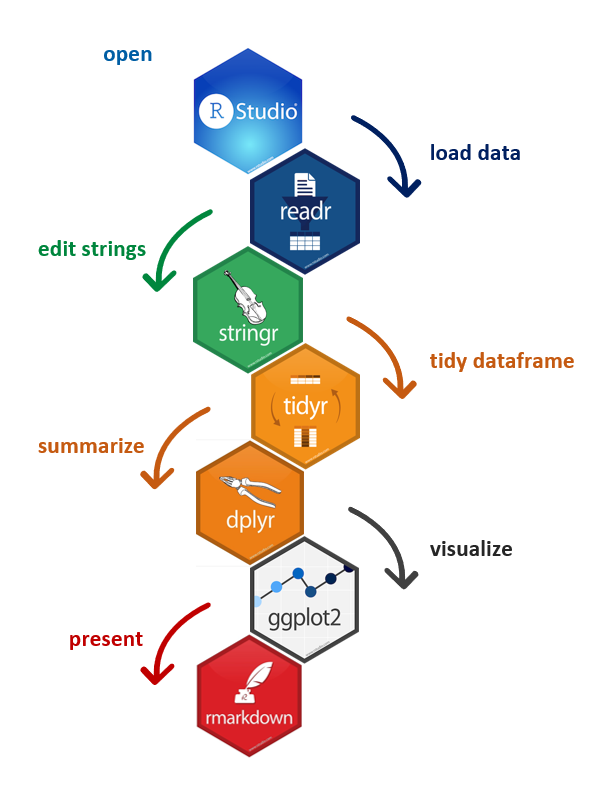 open
R Studio
load data
readr
edit strings
stringr
tidy dataframe
tidyr
summarize
dplyr
visualize
ggplot2
present
rmarkdown